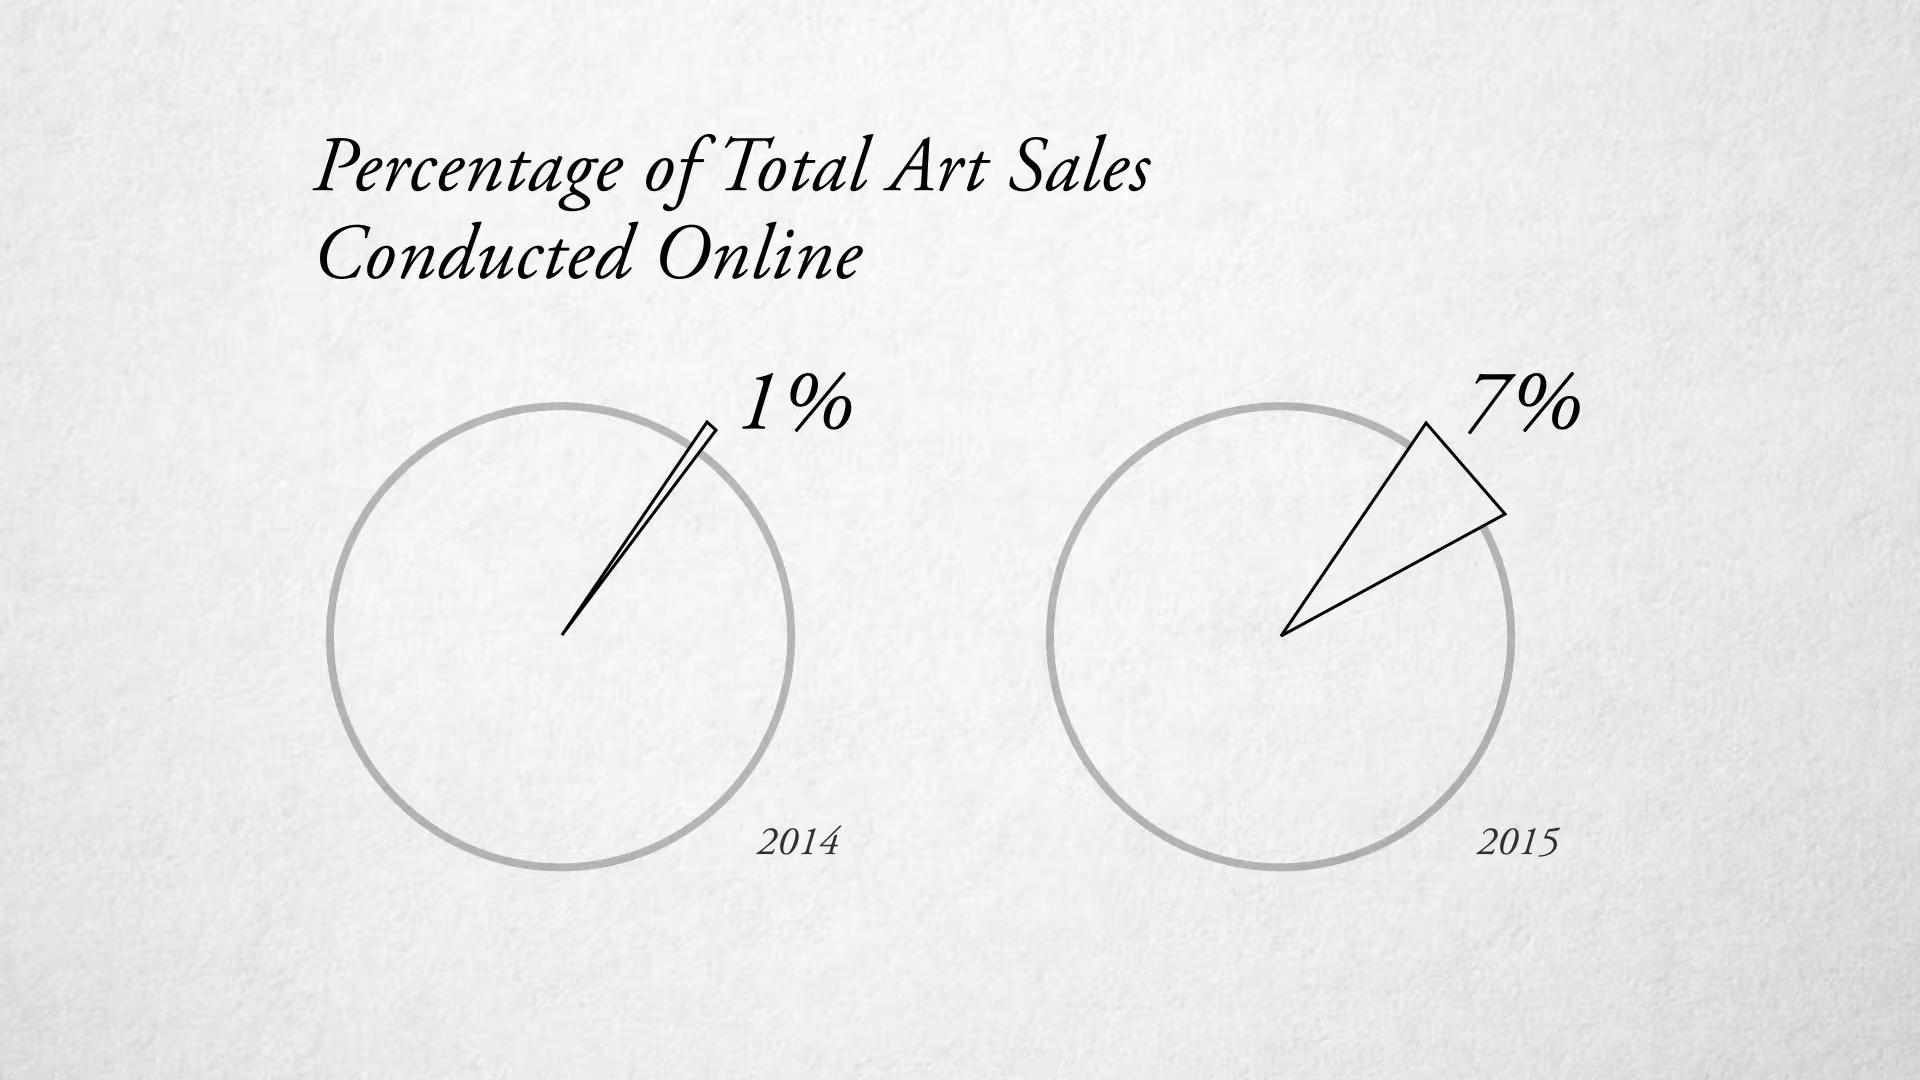 Percentage of Total Art Sales
Conducted Online
1%
7%
2014
2015